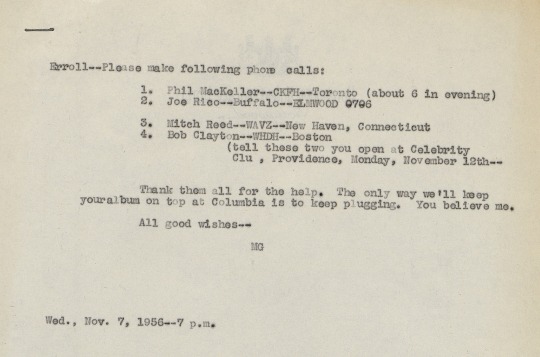 Erroll--Please make following phone calls:
1. Phil MacKeller--CKFH--Toronto (about 6 in evening)
2. Joe Rico--Buffalo--ELMWOOD 0706
3. Mitch Reed--WAVZ--New Haven, Connecticut
4. Bob Clayton--WHDH--Boston
(tell these two you open at Celebrity
Clu , Providence, Monday, November 12th--
Thank them all for the help. The only way we'll keep
youralbum on top at Columbia is to keep plugging. You believe me.
All good wishes--
MG
Wed., Nov. 7, 1956--7 p.m.